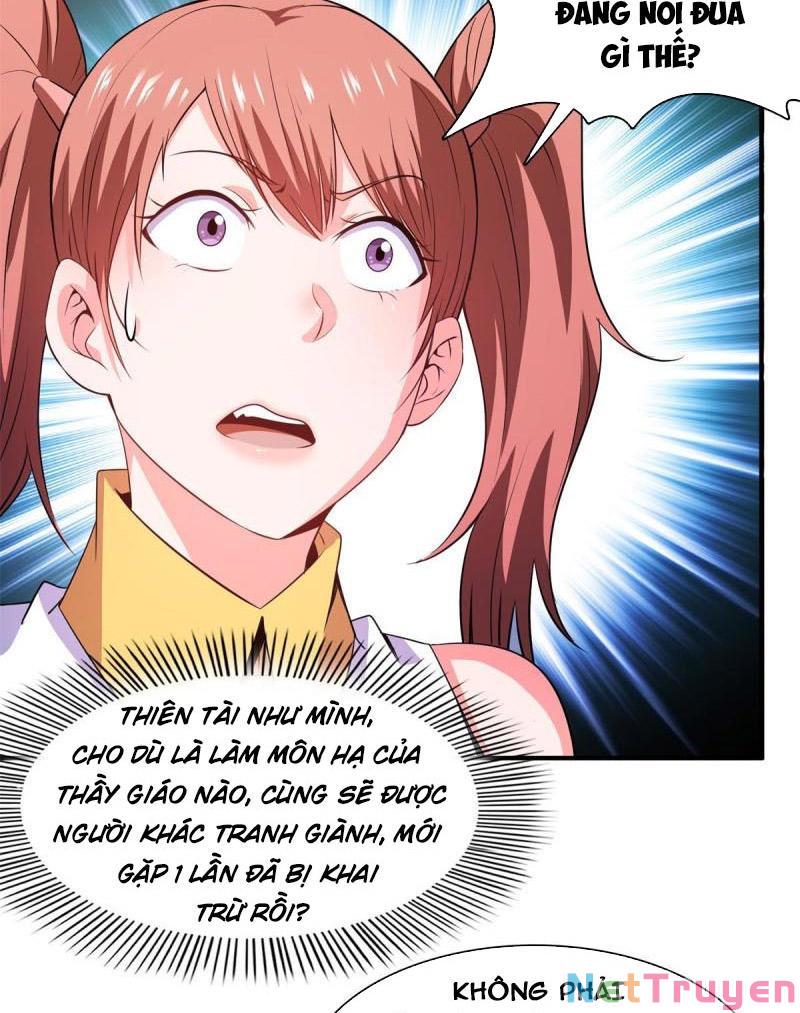 ĐANG NÓI ĐÙA
GÌ THẾ?
THIÊN TÀI NHƯ MÌNH,
CHO DÙ LÀ LÀM MÔN HẠ CỦA
THẦY GIÁO NÀO, CÙNG SẼ ĐƯỢC
NGƯỜI KHÁC TRANH GIÀNH, MỚI
GẶP 1 LẦN ĐÃ BỊ KHAI
TRỪ RỒI?
KHÔNG PHẢI.
NetTruyen